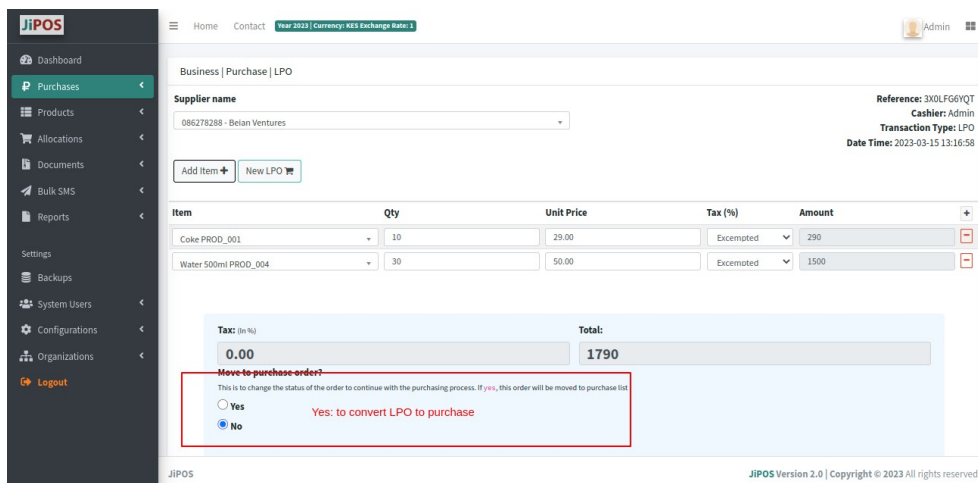 JiPOS
Home Contact Year 2023 | Currency: KES Exchange Rate: 1 Admin
Dashboard
Purchases
Products
Allocations
Documents
Bulk SMS
Reports
Settings
Backups
System Users
Configurations
Organizations
Logout
Business | Purchase | LPO
Supplier name
086278288 - Beian Ventures
Reference: 3X0LFG6YQT
Cashier: Admin
Transaction Type: LPO
Date Time: 2023-03-15 13:16:58
Add Item New LPO
Item Qty Unit Price Tax (%) Amount
Coke PROD_001 10 29.00 Excempted 290
Water 500ml PROD_004 30 50.00 Excempted 1500
Tax: (In %) Total:
0.00 1790
Move to purchase order?
This is to change the status of the order to continue with the purchasing process. If yes, this order will be moved to purchase list
Yes
No
Yes: to convert LPO to purchase
JiPOS JiPOS Version 2.0 | Copyright © 2023 All rights reserved